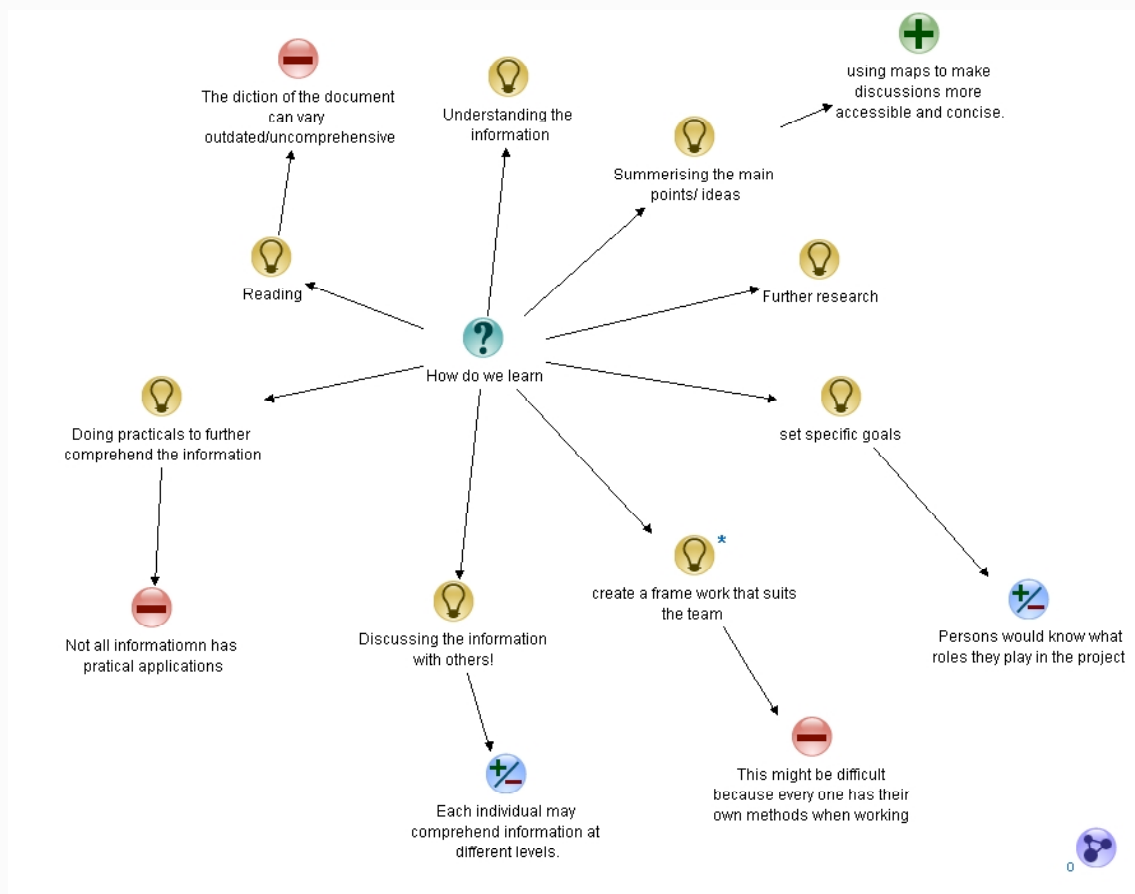 using maps to make
discussions more
accessible and concise.
The diction of the document
can vary
outdated/uncomprehensive
Understanding the
information
Summerising the main
points/ ideas
Reading
Further research
?
How do we learn
Doing practicals to further
comprehend the information
set specific goals
*
create a frame work that suits
the team
Not all informatiomn has
pratical applications
Discussing the information
with others!
Persons would know what
roles they play in the project
This might be difficult
because every one has their
own methods when working
Each individual may
comprehend information at
different levels.
0